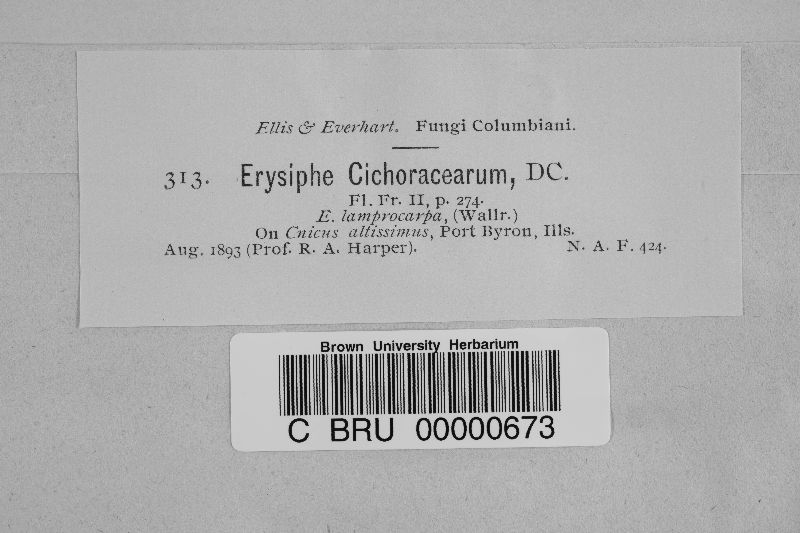 Ellis & Everhart. Fungi Columbiani.
313. Erysiphe Cichoracearum, DC.
Fl. Fr. II, p. 274.
E. lamprocarpa, (Wallr.)
On Cnicus altissimus, Port Byron, Ills.
Aug. 1893 (Prof. R. A. Harper). N. A. F. 424.
Brown University Herbarium
C BRU 00000673